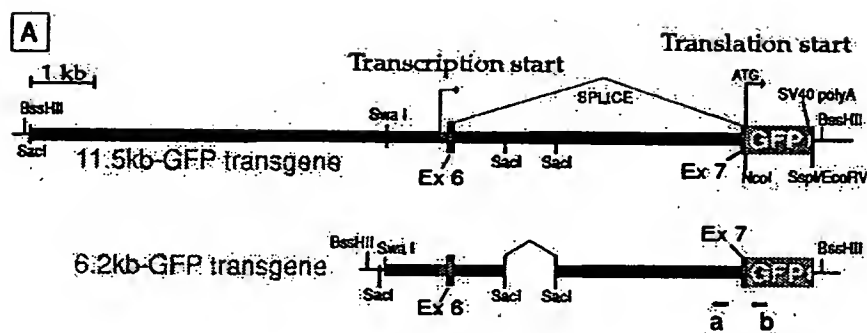 A
1 kb
Transcription start
Translation start
ATG
BssHII
Swa I
SPLICE
SV40 polyA
BssHII
GFP
SacI
11.5kb-GFP transgene
Ex 6
SacI
SacI
Ex 7
NcoI
SspI/EcoRV
BssHII
Swa I
Ex 7
BssHII
6.2kb-GFP transgene
GFP
SacI
Ex 6
SacI
SacI
a
b